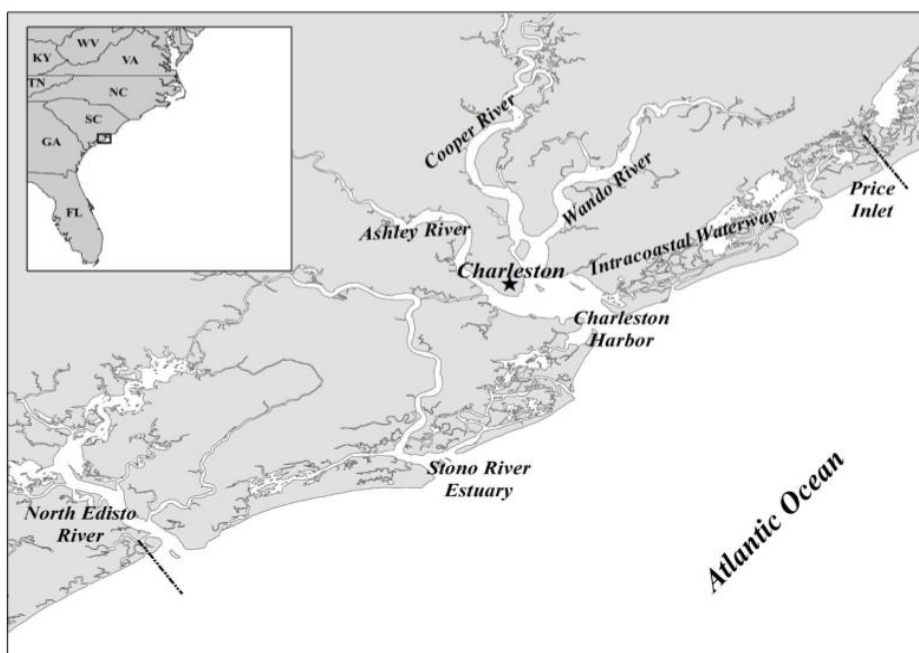 WV
KY
VA
TN
NC
SC
GA
FL
Cooper River
Wando River
Ashley River
Price
Inlet
Intracoastal Waterway
Charleston
Charleston
Harbor
Stono River
Estuary
North Edisto
River
Atlantic Ocean